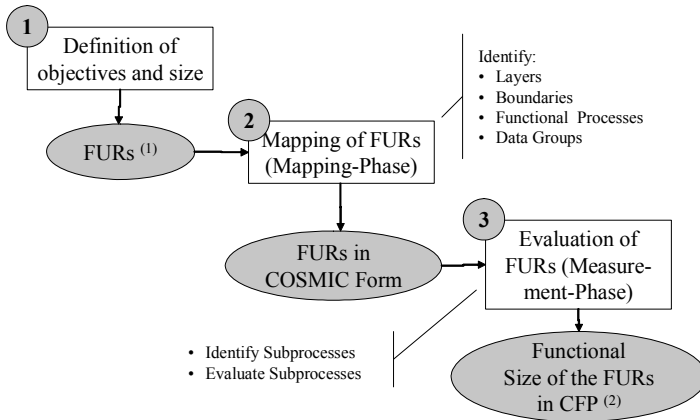 1
Definition of
objectives and size
FURs (1)
2
Mapping of FURs
(Mapping-Phase)
Identify:
• Layers
• Boundaries
• Functional Processes
• Data Groups
FURs in
COSMIC Form
3
Evaluation of
FURs (Measure-
ment-Phase)
• Identify Subprocesses
• Evaluate Subprocesses
Functional
Size of the FURs
in CFP (2)